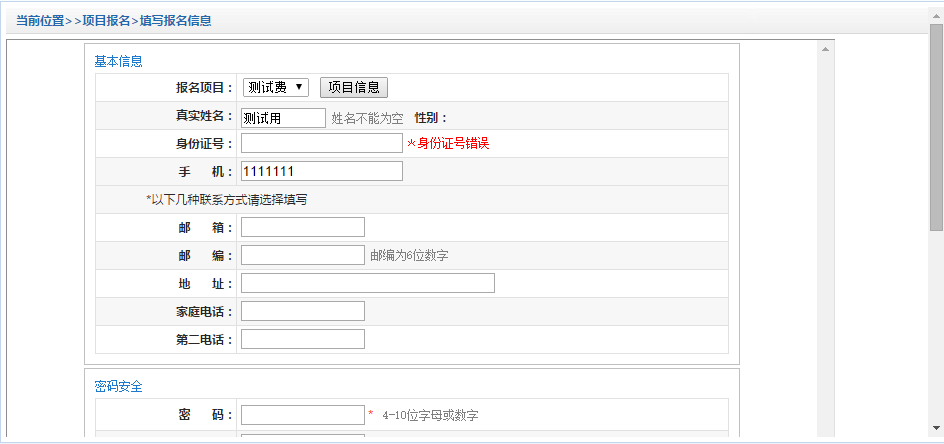 当前位置>>项目报名>填写报名信息
基本信息
报名项目： 测试费 项目信息
真实姓名： 测试用 姓名不能为空 性别：
身份证号： ※身份证号错误
手 机： 1111111
*以下几种联系方式请选择填写
邮 箱：
邮 编： 邮编为6位数字
地 址：
家庭电话：
第二电话：
密码安全
密 码： * 4-10位字母或数字